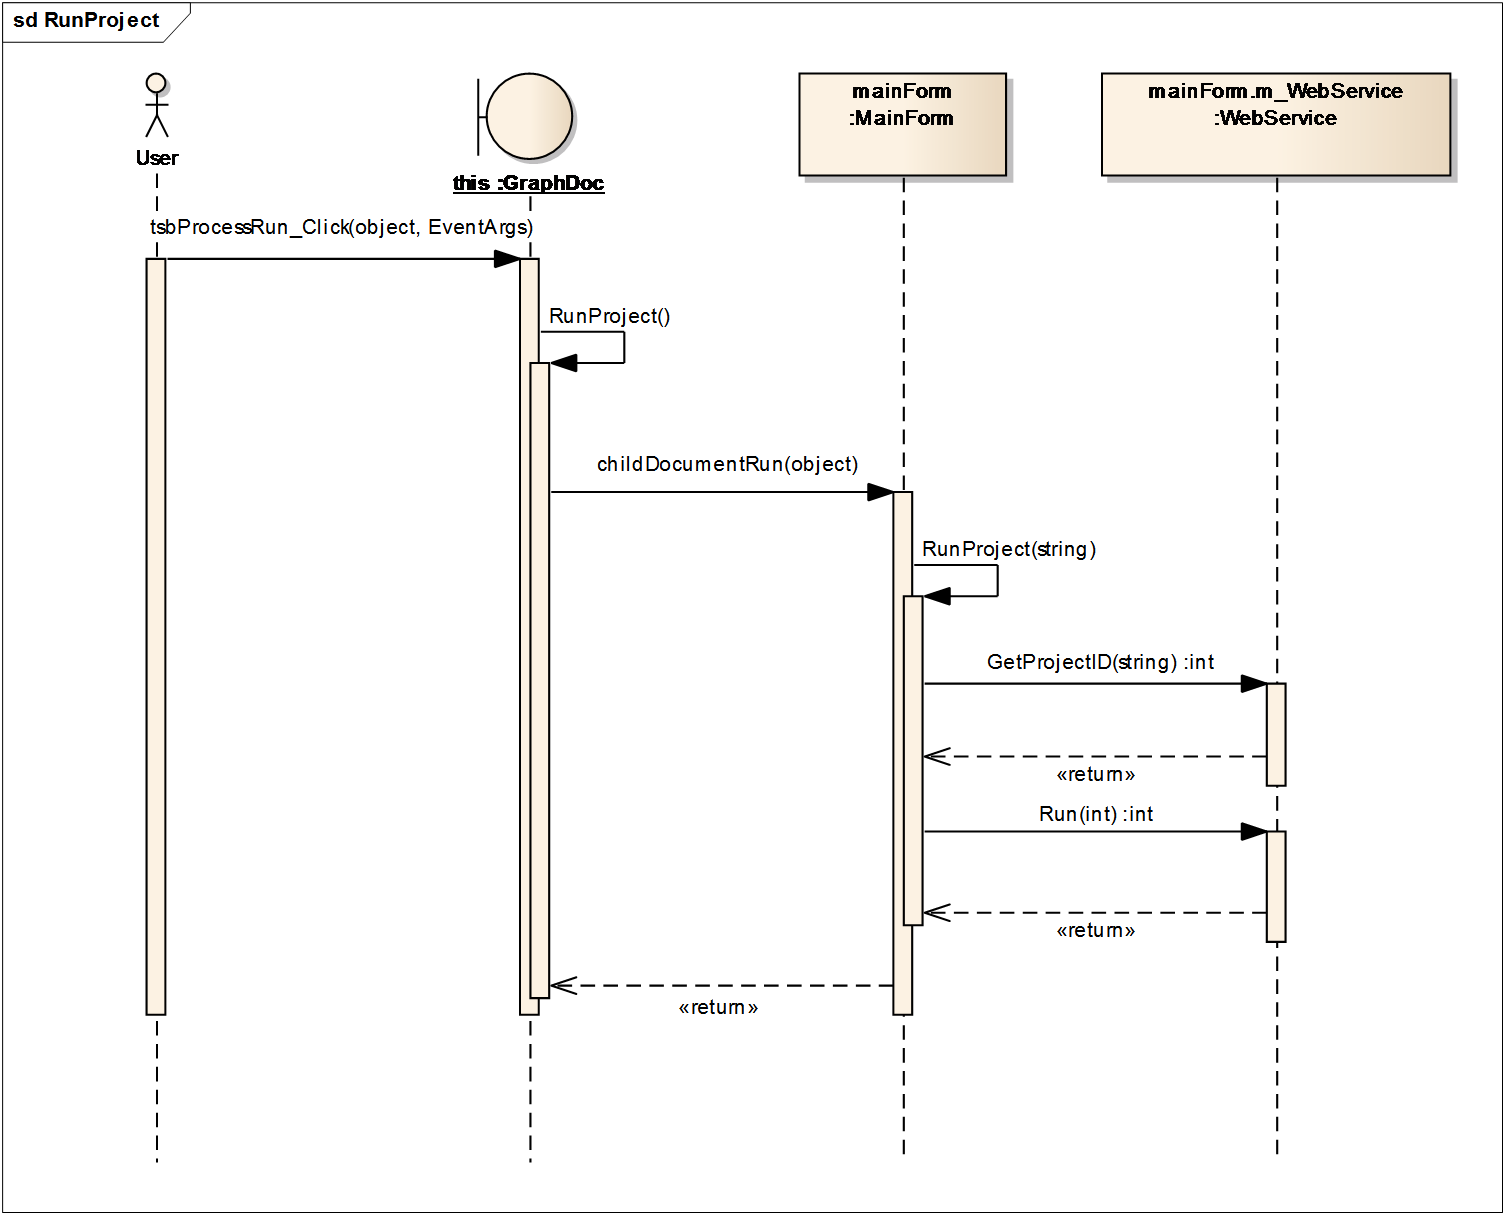 sd RunProject
User
this :GraphDoc
mainForm
:MainForm
mainForm.m_WebService
:WebService
tsbProcessRun_Click(object, EventArgs)
RunProject()
childDocumentRun(object)
RunProject(string)
GetProjectID(string) :int
«return»
Run(int) :int
«return»
«return»